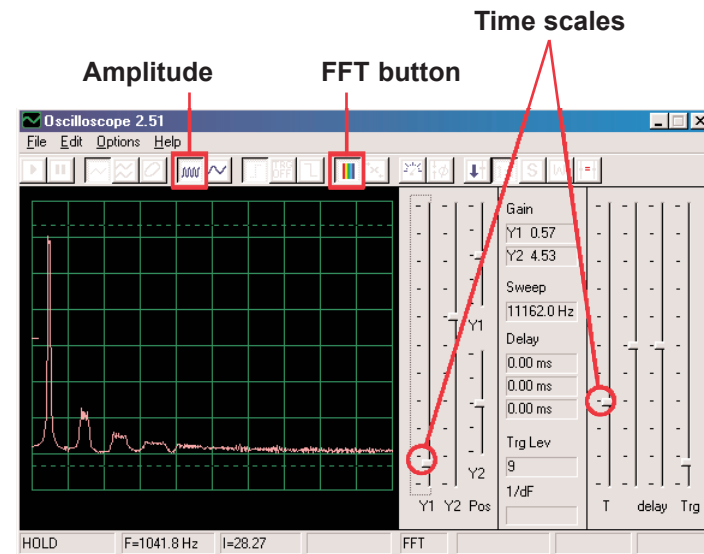 Time scales
Amplitude FFT button
Oscilloscope 2.51
File Edit Options Help
TRG
OFF
Gain
Y1 0.57
Y2 4.53
Sweep
11162.0 Hz
Y1
Delay
0.00 ms
0.00 ms
0.00 ms
Trg Lev
9
Y2
1/dF
Y1 Y2 Pos T delay Trg
HOLD F=1041.8 Hz I=28.27 FFT